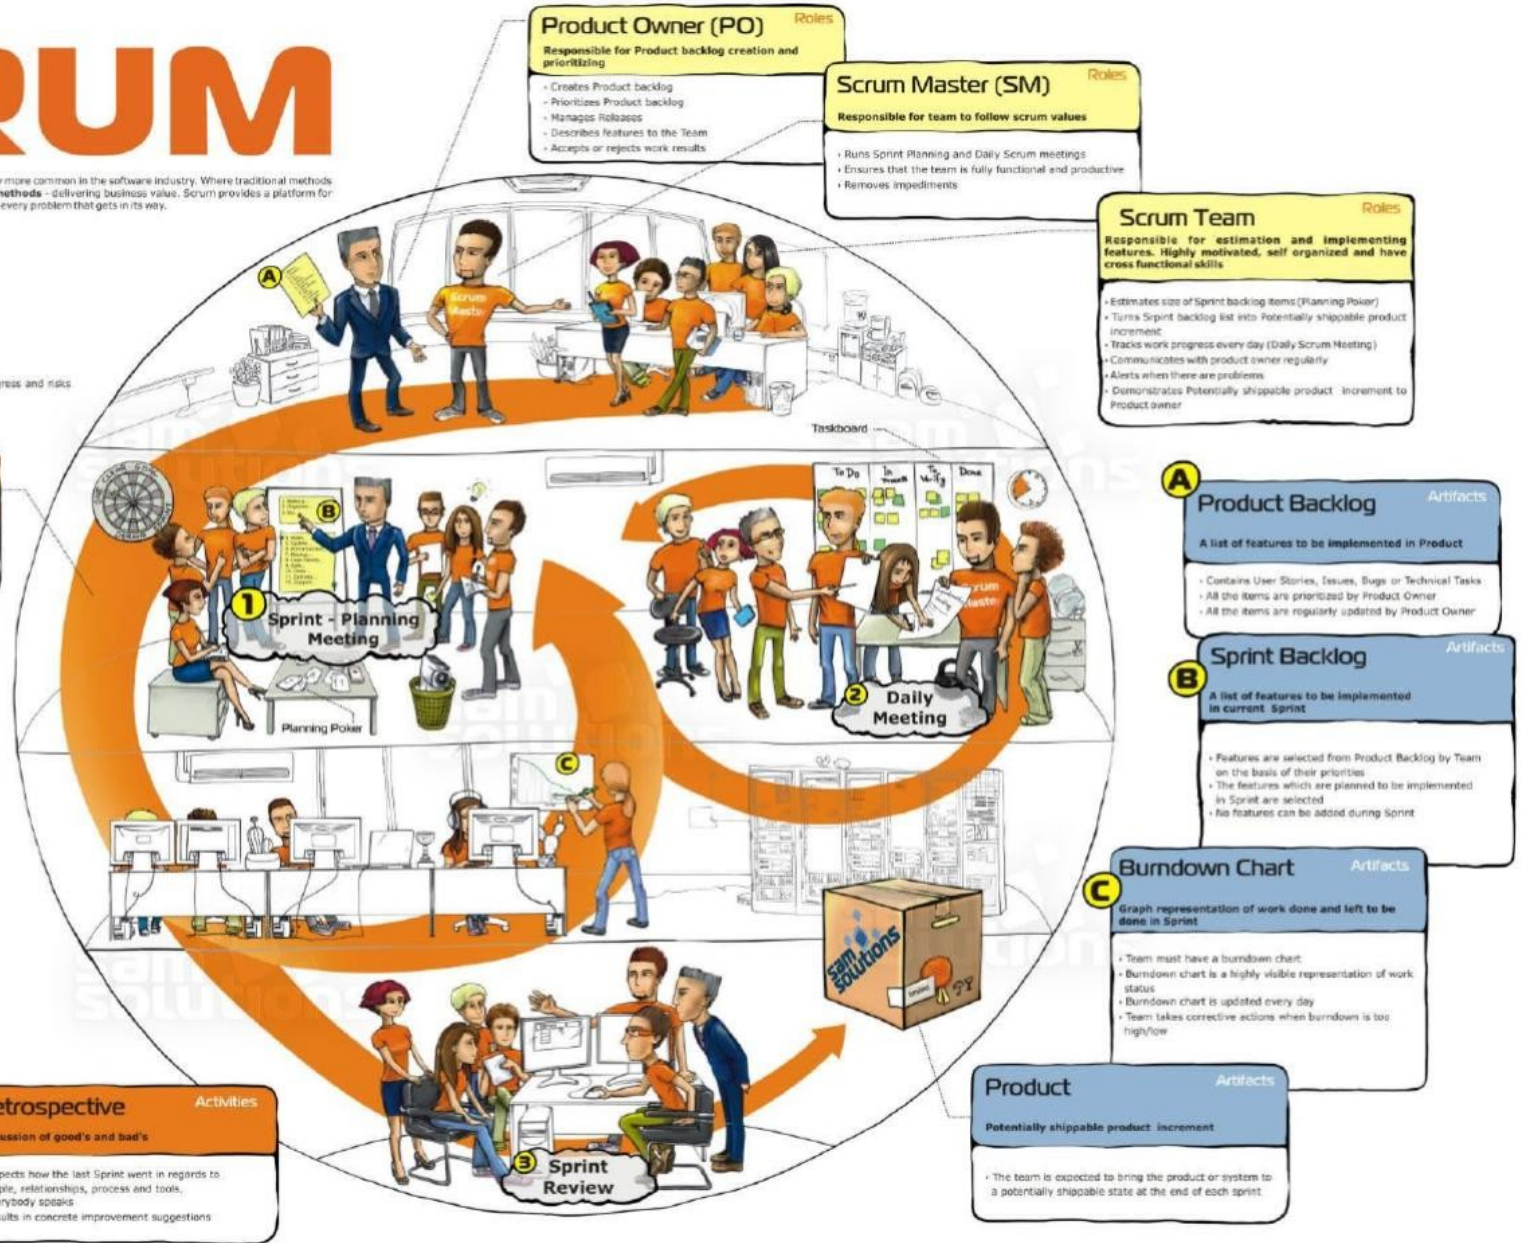 RUM
more common in the software industry. Where traditional methods
methods - delivering business value. Scrum provides a platform for
every problem that gets in its way.
Product Owner (PO)
Roles
Responsible for Product backlog creation and
prioritizing
- Creates Product backlog
- Prioritizes Product backlog
- Manages Releases
- Describes features to the Team
- Accepts or rejects work results
Scrum Master (SM)
Roles
Responsible for team to follow scrum values
• Runs Sprint Planning and Daily Scrum meetings
• Ensures that the team is fully functional and productive
• Removes impediments
Scrum Team
Roles
Responsible for estimation and implementing
features. Highly motivated, self organized and have
cross functional skills
• Estimates size of Sprint backlog items (Planning Poker)
• Turns Srpint backlog list into Potentially shippable product
increment
• Tracks work progress every day (Daily Scrum Meeting)
• Communicates with product owner regularly
• Alerts when there are problems
• Demonstrates Potentially shippable product increment to
Product owner
A
Scrum
Master
ress and risks
Taskboard
To Do
In
To
Verify
Done
B
1
Sprint - Planning
Meeting
Planning Poker
Scrum
Master
2
Daily
Meeting
C
sam
solutions
3
Sprint
Review
A
Product Backlog
Artifacts
A list of features to be implemented in Product
• Contains User Stories, Issues, Bugs or Technical Tasks
• All the items are prioritized by Product Owner
• All the items are regularly updated by Product Owner
B
Sprint Backlog
Artifacts
A list of features to be implemented
in current Sprint
• Features are selected from Product Backlog by Team
on the basis of their priorities
• The features which are planned to be implemented
in Sprint are selected
• No features can be added during Sprint
C
Burndown Chart
Artifacts
Graph representation of work done and left to be
done in Sprint
• Team must have a burndown chart
• Burndown chart is a highly visible representation of work
status
• Burndown chart is updated every day
• Team takes corrective actions when burndown is too
high/low
Product
Artifacts
Potentially shippable product increment
• The team is expected to bring the product or system to
a potentially shippable state at the end of each sprint
etrospective
Activities
ussion of good's and bad's
pects how the last Sprint went in regards to
ple, relationships, process and tools.
rybody speaks
ults in concrete improvement suggestions